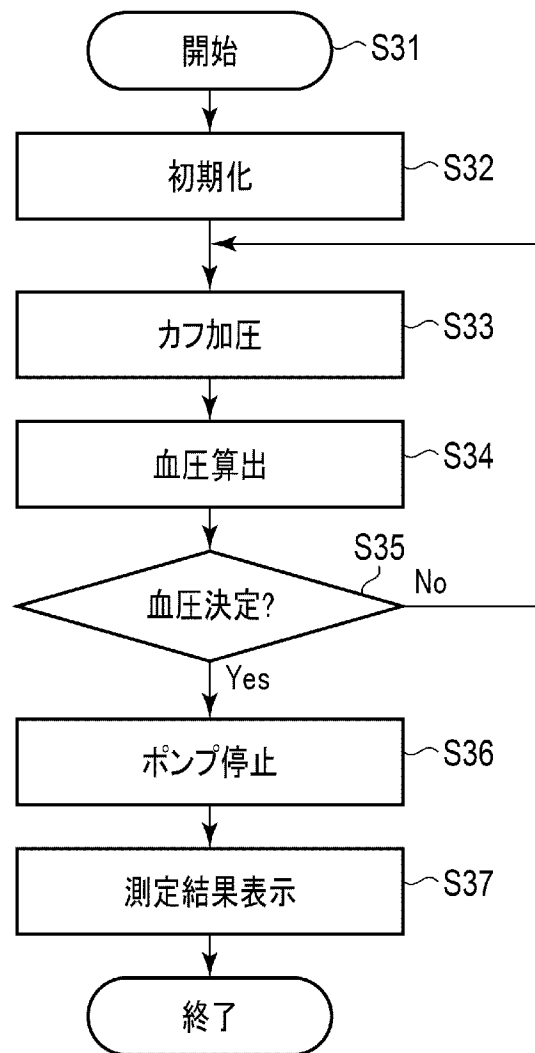 開始
S31
初期化
S32
カフ加圧
S33
血圧算出
S34
S35
血圧決定?
No
Yes
ポンプ停止
S36
測定結果表示
S37
終了